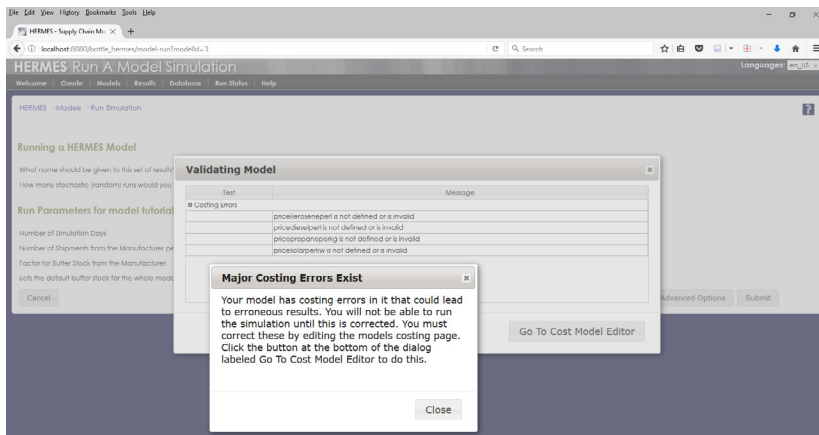 File Edit View History Bookmarks Tools Help
HERMES - Supply Chain Mo
localhost:8080/bottle_hermes/model-run?modelId=3
Search
HERMES Run A Model Simulation
Languages: en_US
Welcome Create Models Results Database Run Status Help
HERMES Models Run Simulation
?
Running a HERMES Model
What name should be given to this set of results
How many stochastic (random) runs would you
Run Parameters for model tutorial
Number of Simulation Days
Number of Shipments from the Manufacturer pe
Factor for Buffer Stock from the Manufacturer
Sets the default buffer stock for the whole mode
Cancel
Advanced Options Submit
Validating Model
Test Message
Costing Errors
pricekeroseneperl is not defined or is invalid
pricedieselperl is not defined or is invalid
pricepropaneperkg is not defined or is invalid
pricesolarperkw is not defined or is invalid
Go To Cost Model Editor
Major Costing Errors Exist
Your model has costing errors in it that could lead
to erroneous results. You will not be able to run
the simulation until this is corrected. You must
correct these by editing the models costing page.
Click the button at the bottom of the dialog
labeled Go To Cost Model Editor to do this.
Close